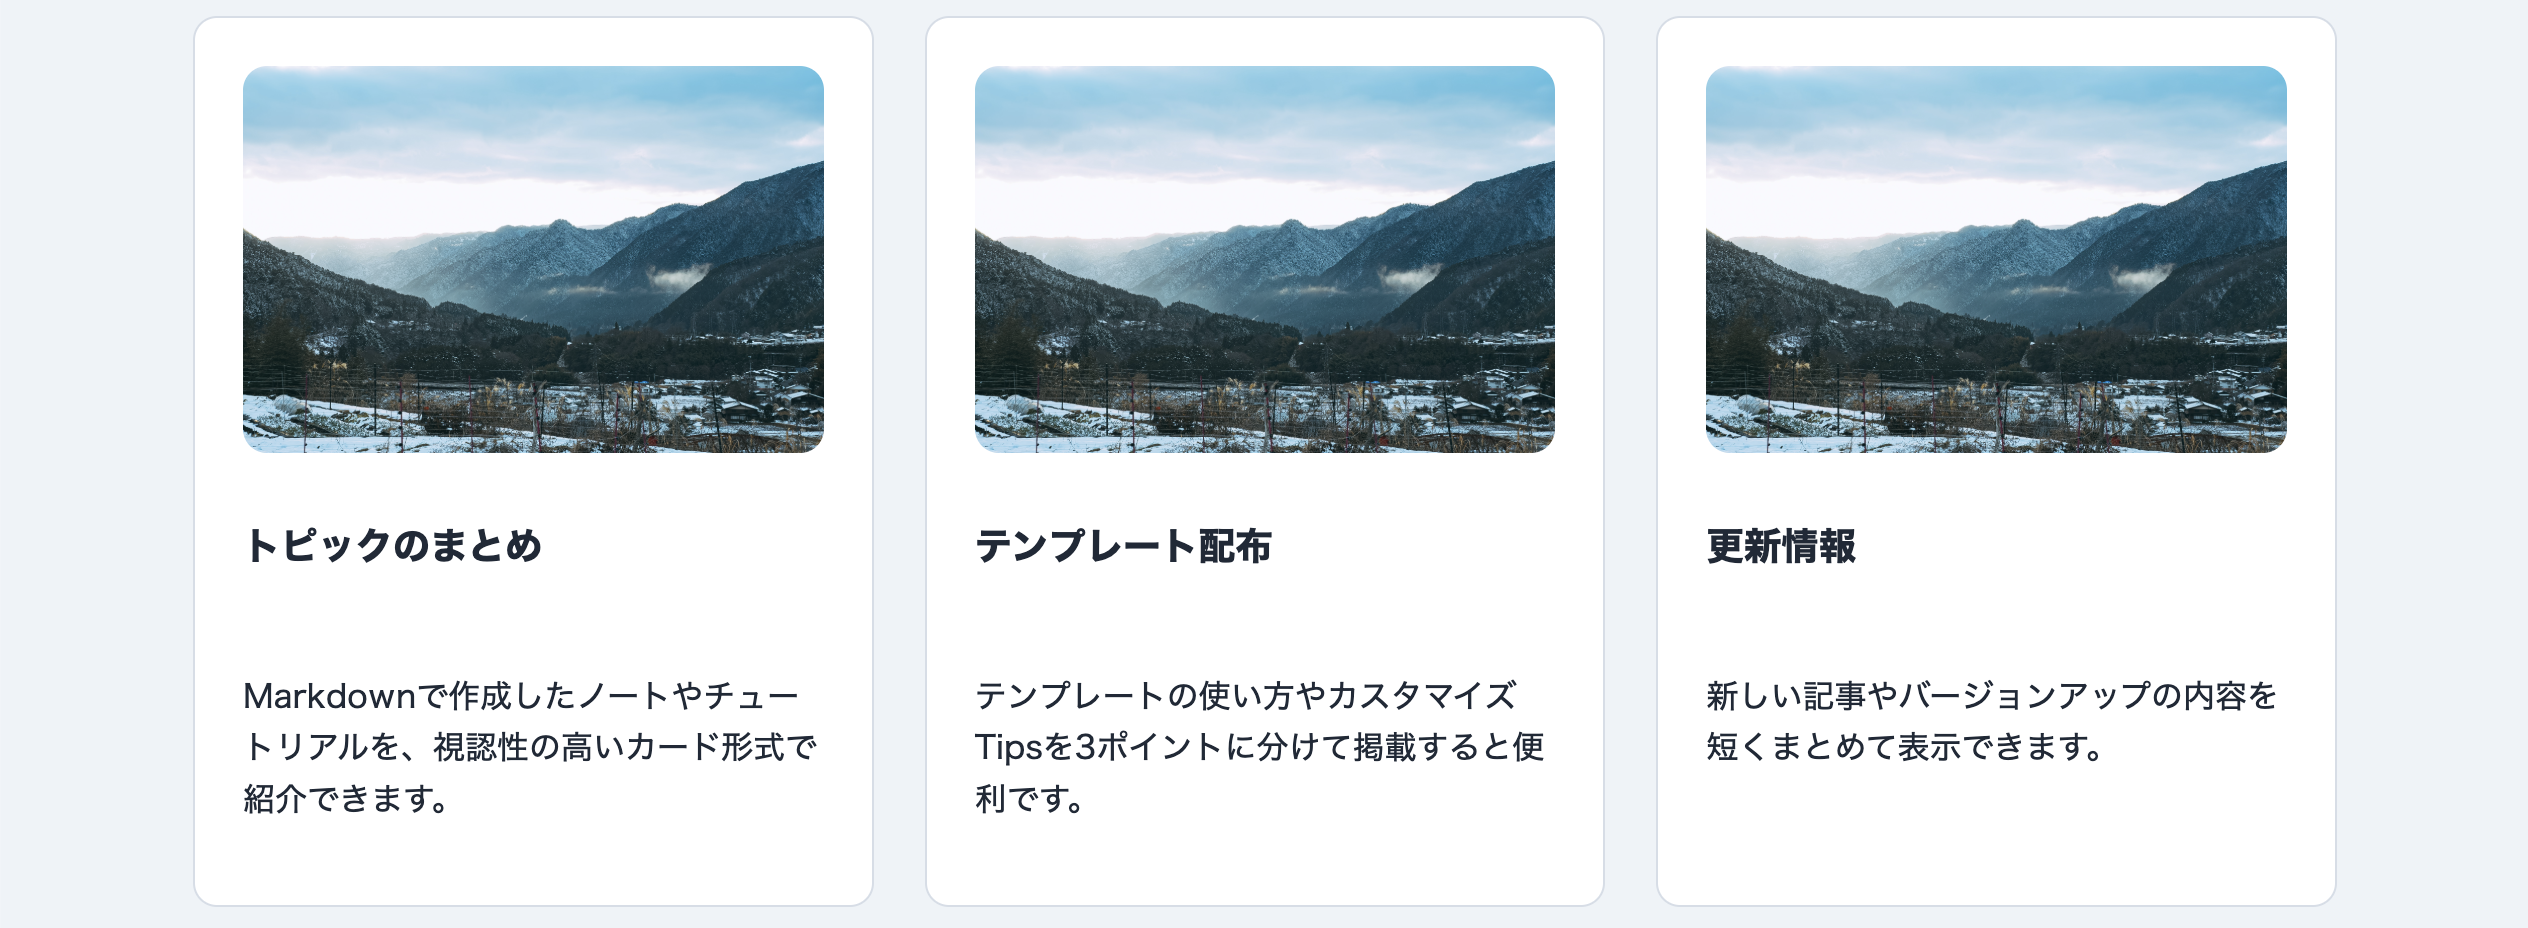 トピックのまとめ
Markdownで作成したノートやチュー
トリアルを、視認性の高いカード形式で
紹介できます。
テンプレート配布
テンプレートの使い方やカスタマイズ
Tipsを3ポイントに分けて掲載すると便
利です。
更新情報
新しい記事やバージョンアップの内容を
短くまとめて表示できます。